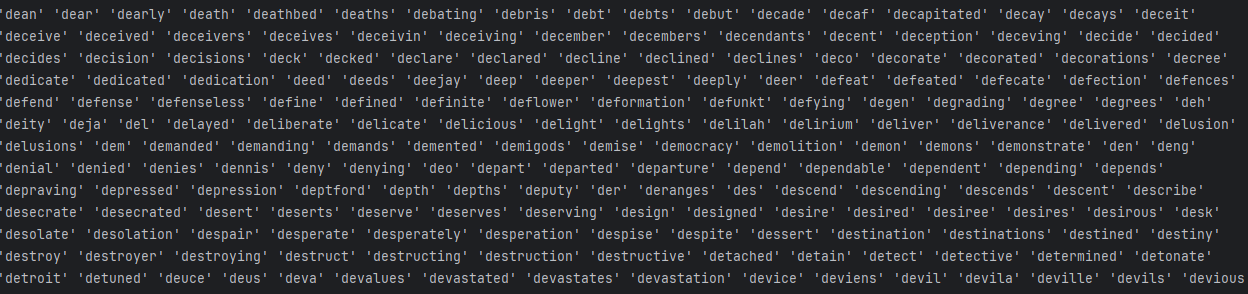 'dean' 'dear' 'dearly' 'death' 'deathbed' 'deaths' 'debating' 'debris' 'debt' 'debts' 'debut' 'decade' 'decaf' 'decapitated' 'decay' 'decays' 'deceit'
'deceive' 'deceived' 'deceivers' 'deceives' 'deceivin' 'deceiving' 'december' 'decembers' 'decendants' 'decent' 'deception' 'deceving' 'decide' 'decided'
'decides' 'decision' 'decisions' 'deck' 'decked' 'declare' 'declared' 'decline' 'declined' 'declines' 'deco' 'decorate' 'decorated' 'decorations' 'decree'
'dedicate' 'dedicated' 'dedication' 'deed' 'deeds' 'deejay' 'deep' 'deeper' 'deepest' 'deeply' 'deer' 'defeat' 'defeated' 'defecate' 'defection' 'defences'
'defend' 'defense' 'defenseless' 'define' 'defined' 'definite' 'deflower' 'deformation' 'defunkt' 'defying' 'degen' 'degrading' 'degree' 'degrees' 'deh'
'deity' 'deja' 'del' 'delayed' 'deliberate' 'delicate' 'delicious' 'delight' 'delights' 'delilah' 'delirium' 'deliver' 'deliverance' 'delivered' 'delusion'
'delusions' 'dem' 'demanded' 'demanding' 'demands' 'demented' 'demigods' 'demise' 'democracy' 'demolition' 'demon' 'demons' 'demonstrate' 'den' 'deng'
'denial' 'denied' 'denies' 'dennis' 'deny' 'denying' 'deo' 'depart' 'departed' 'departure' 'depend' 'dependable' 'dependent' 'depending' 'depends'
'depraving' 'depressed' 'depression' 'deptford' 'depth' 'depths' 'deputy' 'der' 'deranges' 'des' 'descend' 'descending' 'descends' 'descent' 'describe'
'desecrate' 'desecrated' 'desert' 'deserts' 'deserve' 'deserves' 'deserving' 'design' 'designed' 'desire' 'desired' 'desiree' 'desires' 'desirous' 'desk'
'desolate' 'desolation' 'despair' 'desperate' 'desperately' 'desperation' 'despise' 'despite' 'dessert' 'destination' 'destinations' 'destined' 'destiny'
'destroy' 'destroyer' 'destroying' 'destruct' 'destructing' 'destruction' 'destructive' 'detached' 'detain' 'detect' 'detective' 'determined' 'detonate'
'detroit' 'detuned' 'deuce' 'deus' 'deva' 'devalues' 'devastated' 'devastates' 'devastation' 'device' 'deviens' 'devil' 'devila' 'deville' 'devils' 'devious